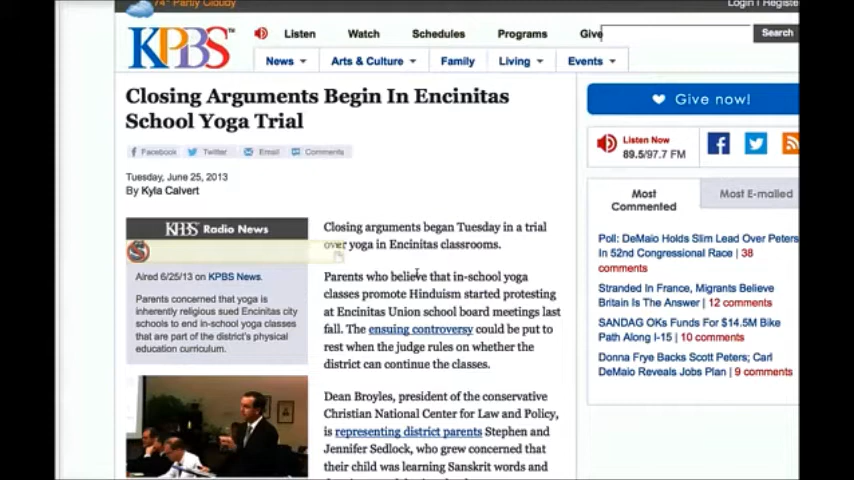 74° Partly Cloudy
Login | Register
KPBS
Listen
Watch
Schedules
Programs
Give
Search
News
Arts & Culture
Family
Living
Events
Closing Arguments Begin In Encinitas
School Yoga Trial
Facebook
Twitter
Email
Comments
Tuesday, June 25, 2013
By Kyla Calvert
KPBS Radio News
Aired 6/25/13 on KPBS News.
Parents concerned that yoga is
inherently religious sued Encinitas city
schools to end in-school yoga classes
that are part of the district's physical
education curriculum.
Closing arguments began Tuesday in a trial
over yoga in Encinitas classrooms.
Parents who believe that in-school yoga
classes promote Hinduism started protesting
at Encinitas Union school board meetings last
fall. The ensuing controversy could be put to
rest when the judge rules on whether the
district can continue the classes.
Dean Broyles, president of the conservative
Christian National Center for Law and Policy,
is representing district parents Stephen and
Jennifer Sedlock, who grew concerned that
their child was learning Sanskrit words and
Give now!
Listen Now
89.5/97.7 FM
Most
Commented
Most E-mailed
Poll: DeMaio Holds Slim Lead Over Peters
In 52nd Congressional Race | 38
comments
Stranded In France, Migrants Believe
Britain Is The Answer | 12 comments
SANDAG OKs Funds For $14.5M Bike
Path Along I-15 | 10 comments
Donna Frye Backs Scott Peters; Carl
DeMaio Reveals Jobs Plan | 9 comments